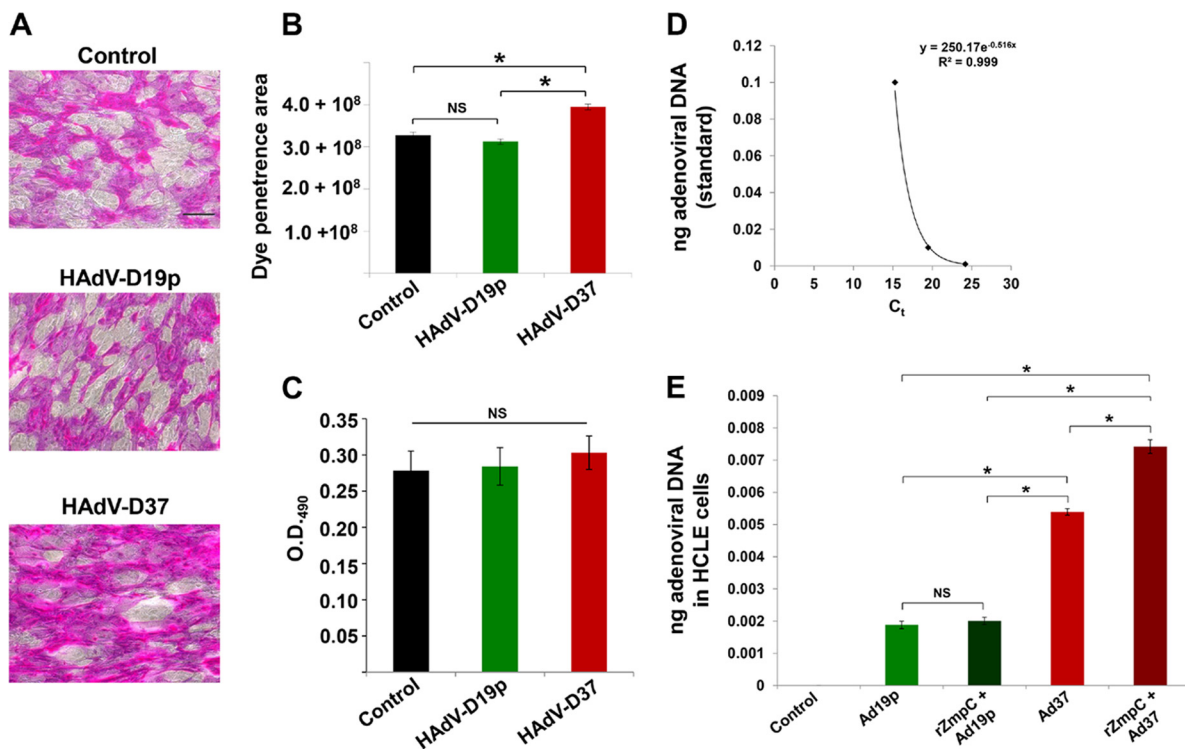 A
Control
HAdV-D19p
HAdV-D37
B
Dye penetrence area
4.0 + 10⁸
3.0 + 10⁸
2.0 + 10⁸
1.0 +10⁸
*
*
NS
Control
HAdV-D19p
HAdV-D37
C
O.D.₄₉₀
0.35
0.30
0.25
0.20
0.15
0.10
0.05
NS
Control
HAdV-D19p
HAdV-D37
D
ng adenoviral DNA
(standard)
0.12
0.1
0.08
0.06
0.04
0.02
0
y = 250.17e⁻⁰·⁵¹⁶ˣ
R² = 0.999
0 5 10 15 20 25 30
Cₜ
E
ng adenoviral DNA
in HCLE cells
0.009
0.008
0.007
0.006
0.005
0.004
0.003
0.002
0.001
0
*
*
*
*
*
NS
Control
Ad19p
rZmpC +
Ad19p
Ad37
rZmpC +
Ad37